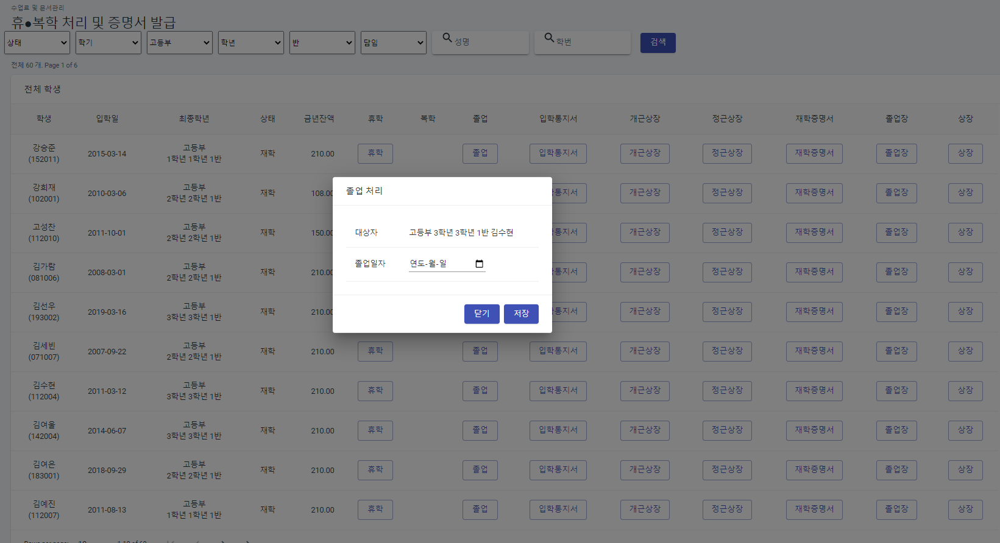 수업료 및 문서관리
휴●복학 처리 및 증명서 발급
상태 학기 고등부 학년 반 담임 성명 학번 검색
전체 60 개. Page 1 of 6
전체 학생
학생 입학일 최종학년 상태 금년잔액 휴학 복학 졸업 입학통지서 개근상장 정근상장 재학증명서 졸업장 상장
강승준
(152011) 2015-03-14 고등부
1학년 1학년 1반 재학 210.00 휴학 졸업 입학통지서 개근상장 정근상장 재학증명서 졸업장 상장
강희재
(102001) 2010-03-06 고등부
2학년 2학년 1반 재학 108.00 통지서 개근상장 정근상장 재학증명서 졸업장 상장
고성찬
(112010) 2011-10-01 고등부
2학년 2학년 1반 재학 150.00 통지서 개근상장 정근상장 재학증명서 졸업장 상장
김가람
(081006) 2008-03-01 고등부
2학년 2학년 1반 재학 210.00 통지서 개근상장 정근상장 재학증명서 졸업장 상장
김선우
(193002) 2019-03-16 고등부
3학년 3학년 1반 재학 210.00 통지서 개근상장 정근상장 재학증명서 졸업장 상장
김세빈
(071007) 2007-09-22 고등부
2학년 2학년 1반 재학 210.00 휴학 졸업 입학통지서 개근상장 정근상장 재학증명서 졸업장 상장
김수현
(112004) 2011-03-12 고등부
3학년 3학년 1반 재학 210.00 휴학 졸업 입학통지서 개근상장 정근상장 재학증명서 졸업장 상장
김여울
(142004) 2014-06-07 고등부
3학년 3학년 1반 재학 210.00 휴학 졸업 입학통지서 개근상장 정근상장 재학증명서 졸업장 상장
김여은
(183001) 2018-09-29 고등부
2학년 2학년 1반 재학 210.00 휴학 졸업 입학통지서 개근상장 정근상장 재학증명서 졸업장 상장
김예진
(112007) 2011-08-13 고등부
1학년 1학년 1반 재학 210.00 휴학 졸업 입학통지서 개근상장 정근상장 재학증명서 졸업장 상장
졸업 처리
대상자 고등부 3학년 3학년 1반 김수현
졸업일자 연도-월-일
닫기 저장